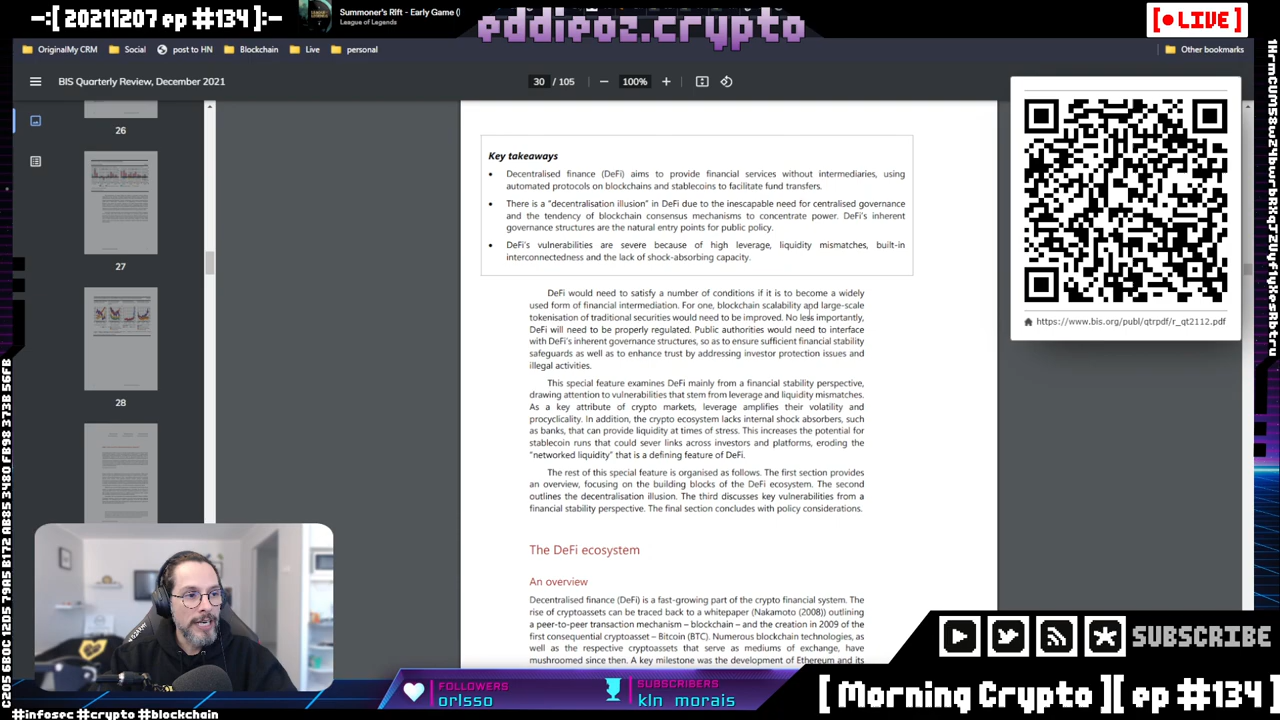 -:[ 20211207 ep #134 ]:-
Summoner's Rift - Early Game (
League of Legends
eddieoz.crypto
[ LIVE ]
OriginalMy CRM
Social
post to HN
Blockchain
Live
personal
Other bookmarks
BIS Quarterly Review, December 2021
30 / 105
100%
26
27
28
Key takeaways
• Decentralised finance (DeFi) aims to provide financial services without intermediaries, using
automated protocols on blockchains and stablecoins to facilitate fund transfers.
• There is a "decentralisation illusion" in DeFi due to the inescapable need for centralised governance
and the tendency of blockchain consensus mechanisms to concentrate power. DeFi's inherent
governance structures are the natural entry points for public policy.
• DeFi's vulnerabilities are severe because of high leverage, liquidity mismatches, built-in
interconnectedness and the lack of shock-absorbing capacity.
DeFi would need to satisfy a number of conditions if it is to become a widely
used form of financial intermediation. For one, blockchain scalability and large-scale
tokenisation of traditional securities would need to be improved. No less importantly,
DeFi will need to be properly regulated. Public authorities would need to interface
with DeFi's inherent governance structures, so as to ensure sufficient financial stability
safeguards as well as to enhance trust by addressing investor protection issues and
illegal activities.
This special feature examines DeFi mainly from a financial stability perspective,
drawing attention to vulnerabilities that stem from leverage and liquidity mismatches.
As a key attribute of crypto markets, leverage amplifies their volatility and
procyclicality. In addition, the crypto ecosystem lacks internal shock absorbers, such
as banks, that can provide liquidity at times of stress. This increases the potential for
stablecoin runs that could sever links across investors and platforms, eroding the
"networked liquidity" that is a defining feature of DeFi.
The rest of this special feature is organised as follows. The first section provides
an overview, focusing on the building blocks of the DeFi ecosystem. The second
outlines the decentralisation illusion. The third discusses key vulnerabilities from a
financial stability perspective. The final section concludes with policy considerations.
The DeFi ecosystem
An overview
Decentralised finance (DeFi) is a fast-growing part of the crypto financial system. The
rise of cryptoassets can be traced back to a whitepaper (Nakamoto (2008)) outlining
a peer-to-peer transaction mechanism – blockchain – and the creation in 2009 of the
first consequential cryptoasset – Bitcoin (BTC). Numerous blockchain technologies, as
well as the respective cryptoassets that serve as mediums of exchange, have
mushroomed since then. A key milestone was the development of Ethereum and its
https://www.bis.org/publ/qtrpdf/r_qt2112.pdf
SUBSCRIBE
FOLLOWERS
orlsso
SUBSCRIBERS
kln morais
[ Morning Crypto ][ ep #134 ]
#crypto #blockchain